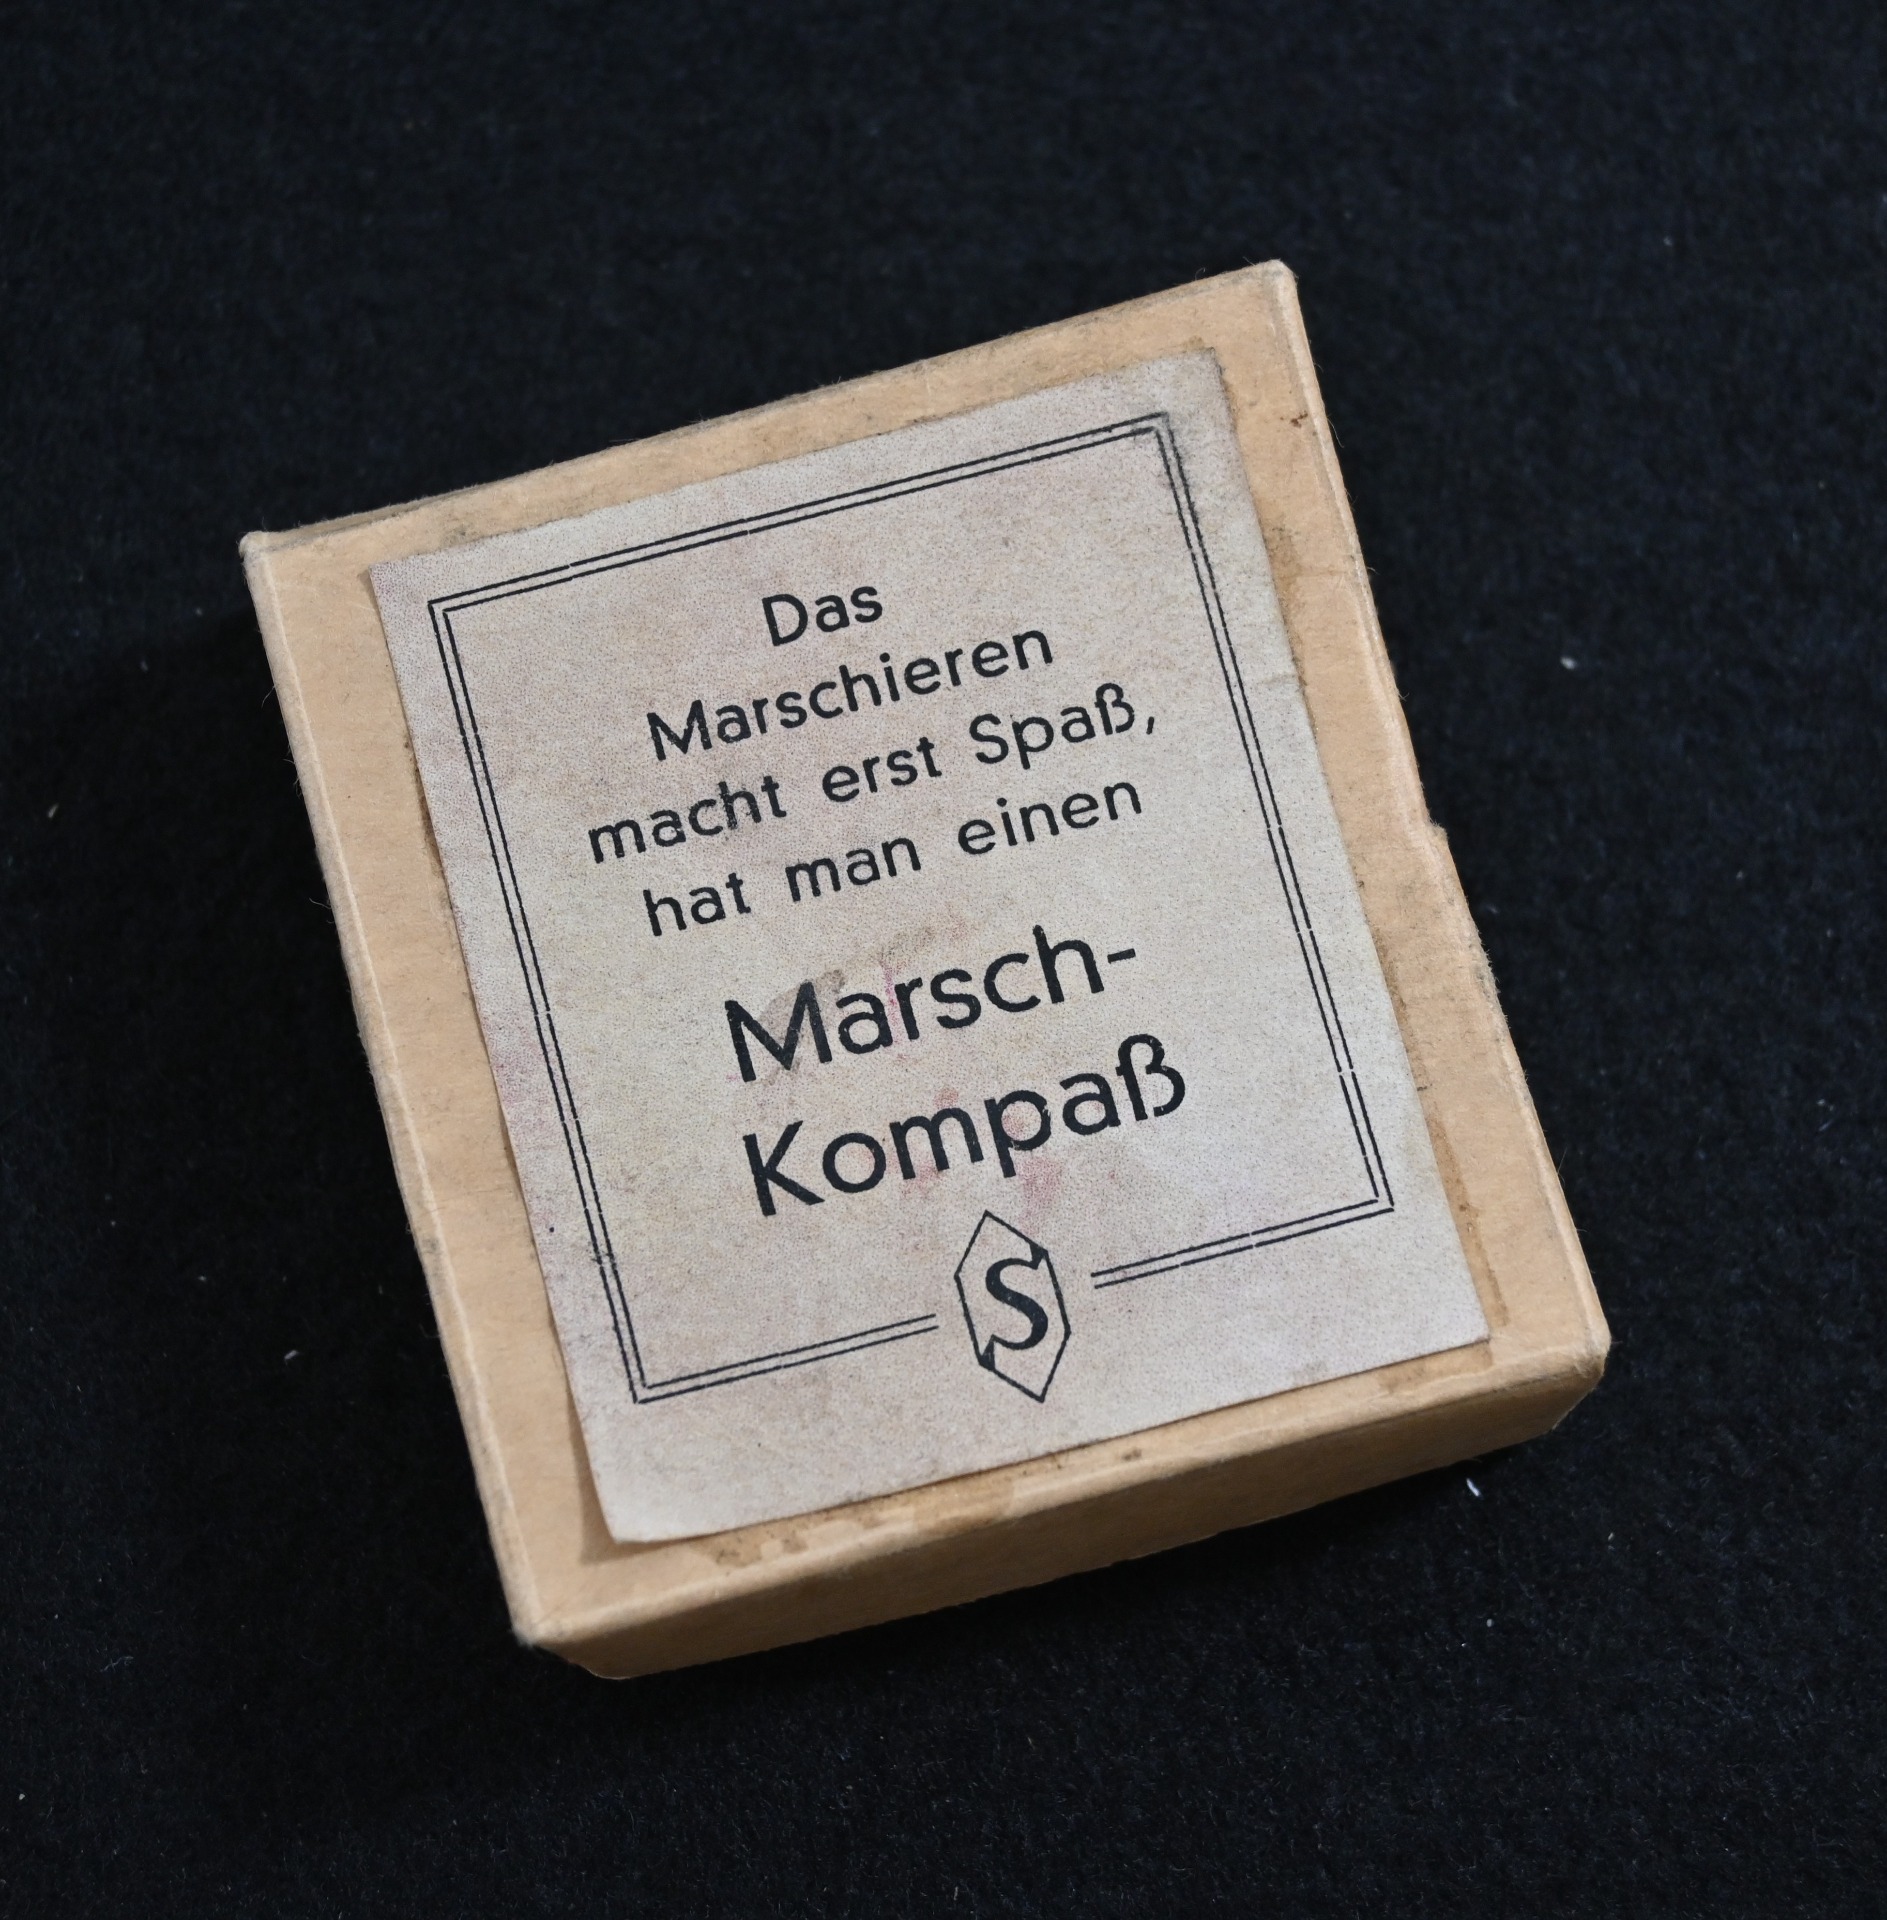 Das
Marschieren
macht erst Spaß,
hat man einen
Marsch-
Kompaß
S